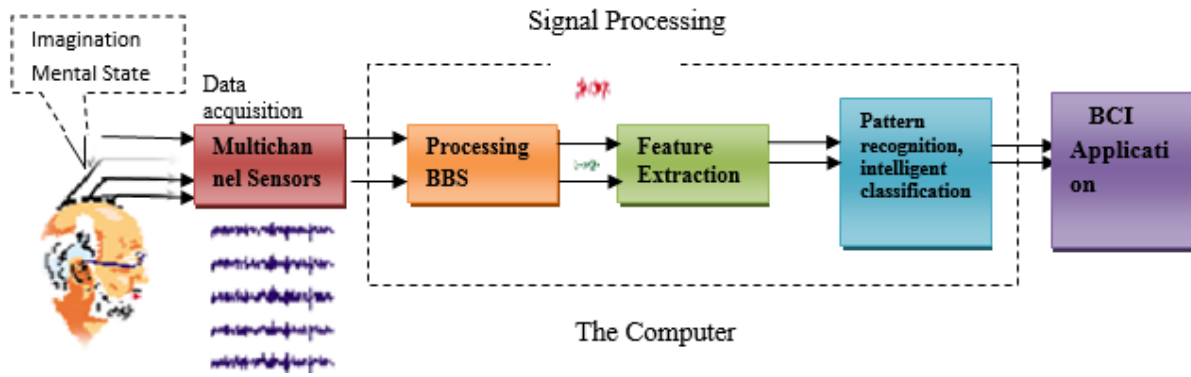 Signal Processing
Imagination
Mental State
Data
acquisition
Multichan
nel Sensors
Processing
BBS
Feature
Extraction
Pattern
recognition,
intelligent
classification
BCI
Applicati
on
The Computer